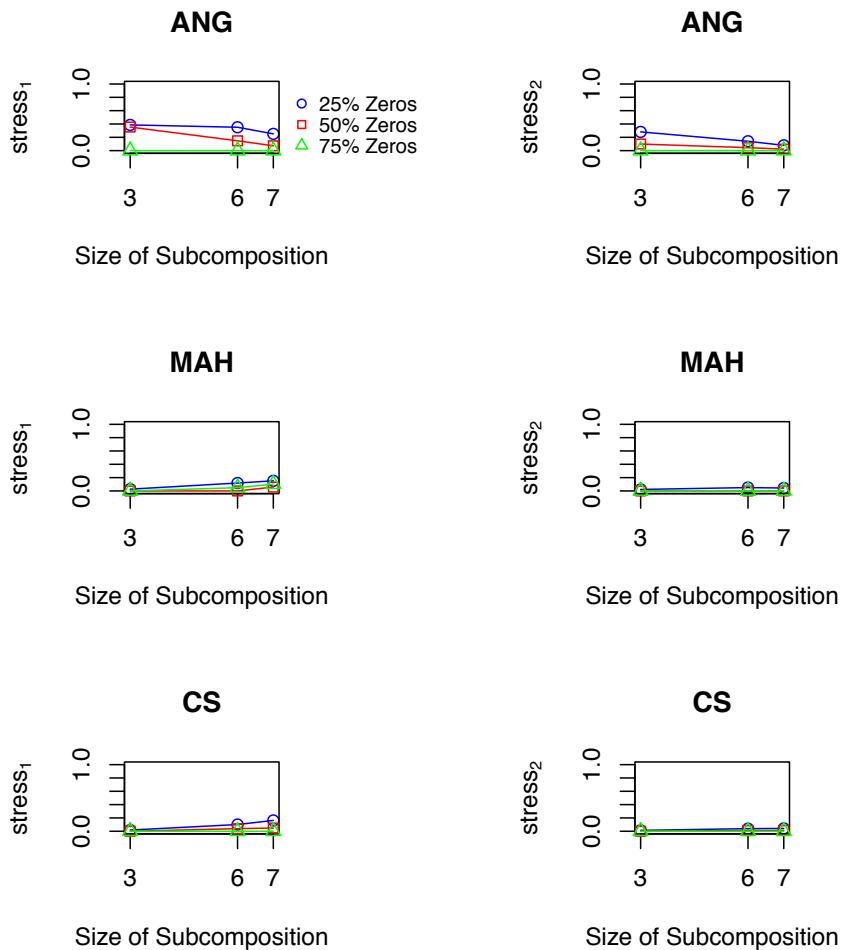 ANG
stress1
1.0
0.0
3 6 7
Size of Subcomposition
25% Zeros
50% Zeros
75% Zeros
ANG
stress2
1.0
0.0
3 6 7
Size of Subcomposition
MAH
stress1
1.0
0.0
3 6 7
Size of Subcomposition
MAH
stress2
1.0
0.0
3 6 7
Size of Subcomposition
CS
stress1
1.0
0.0
3 6 7
Size of Subcomposition
CS
stress2
1.0
0.0
3 6 7
Size of Subcomposition